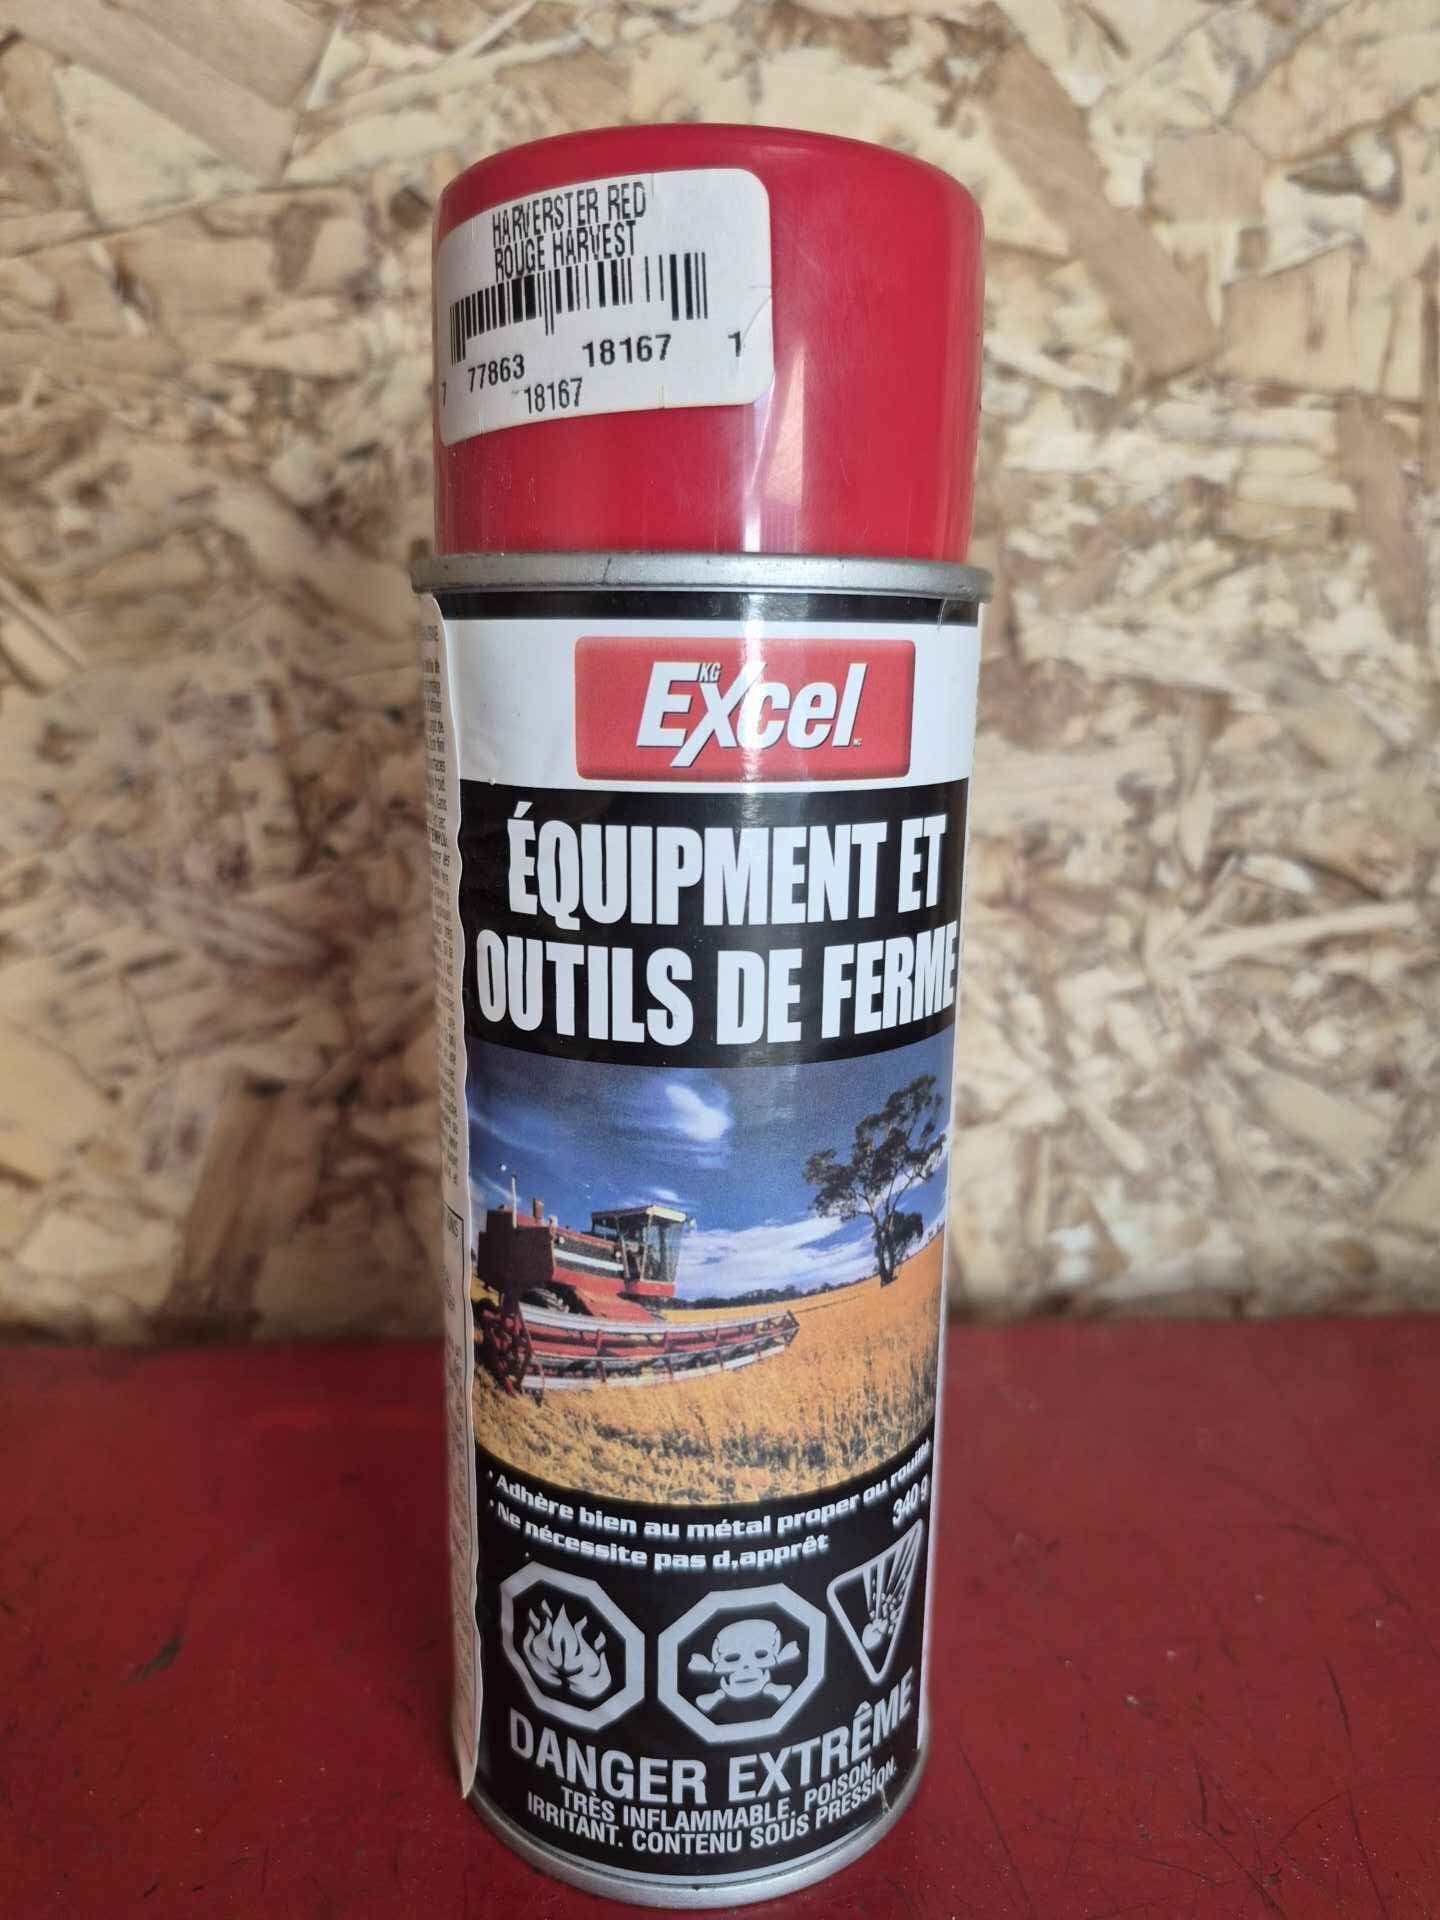 HARVERSTER RED
ROUGE HARVEST
7 77863 18167 1
18167
KG
Excel
ÉQUIPMENT ET
OUTILS DE FERME
• Adhère bien au métal proper ou rouillé
• Ne nécessite pas d,apprêt
340 g
DANGER EXTRÊME
TRÈS INFLAMMABLE. POISON.
IRRITANT. CONTENU SOUS PRESSION.